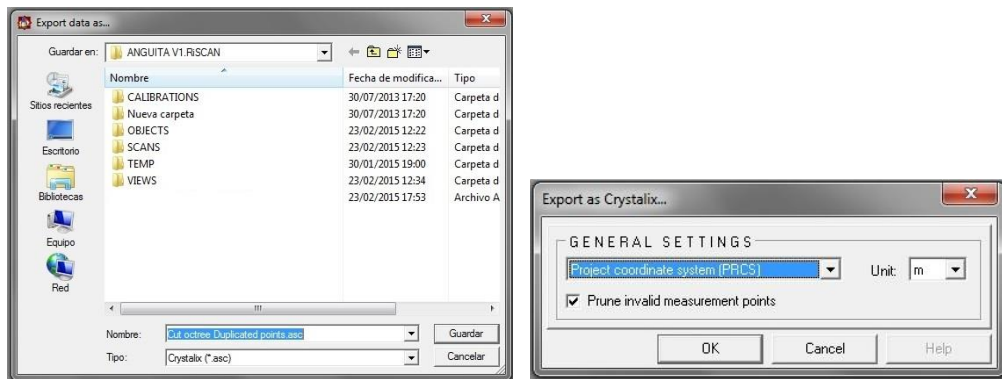 Export data as...
Guardar en: ANGUITA V1.RiSCAN
Nombre Fecha de modifica... Tipo
CALIBRATIONS 30/07/2013 17:20 Carpeta d
Nueva carpeta 30/07/2013 17:20 Carpeta d
OBJECTS 23/02/2015 12:22 Carpeta d
SCANS 23/02/2015 12:23 Carpeta d
TEMP 30/01/2015 19:00 Carpeta d
VIEWS 23/02/2015 12:34 Carpeta d
23/02/2015 17:53 Archivo A
Sitios recientes
Escritorio
Bibliotecas
Equipo
Red
Nombre: Cut octree Duplicated points.asc Guardar
Tipo: Crystalix (*.asc) Cancelar
Export as Crystalix...
GENERAL SETTINGS
Project coordinate system (PRCS) Unit: m
Prune invalid measurement points
OK Cancel Help